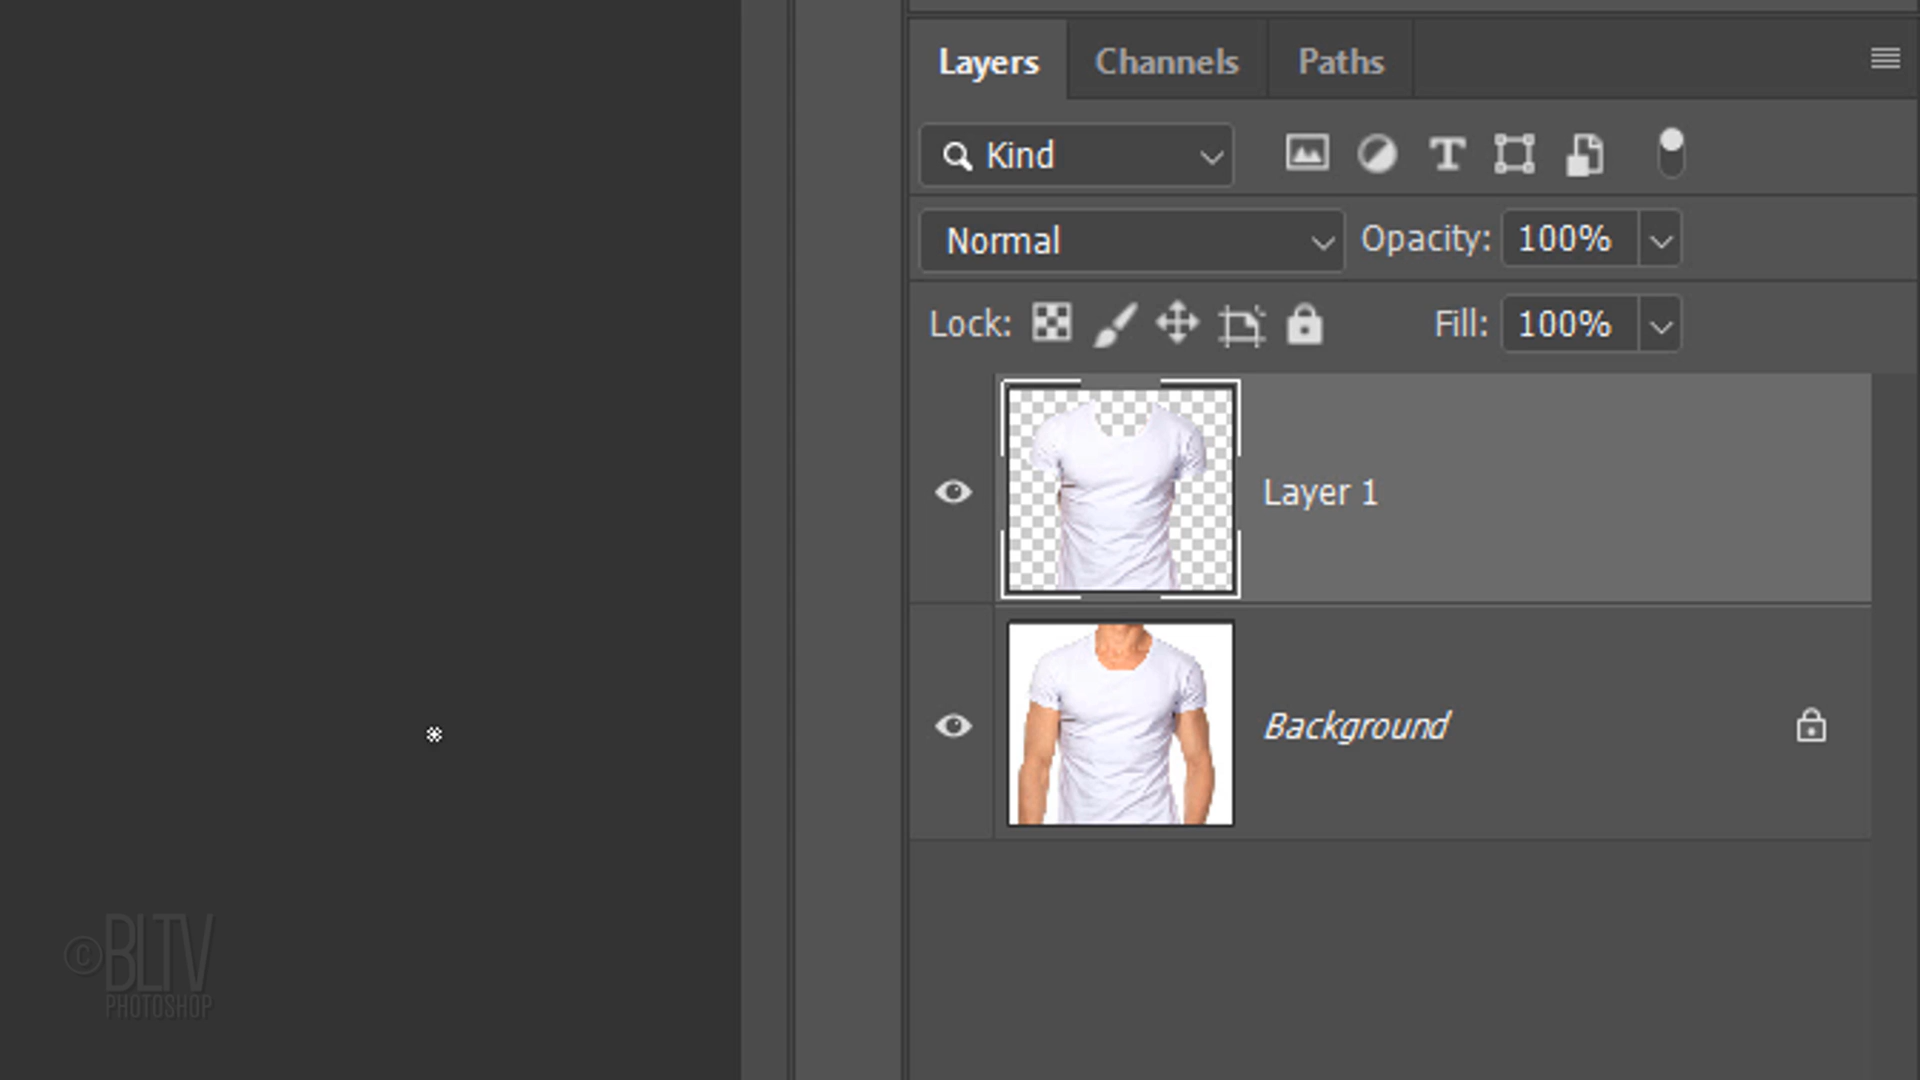 Layers Channels Paths
Kind
Normal Opacity: 100%
Lock: Fill: 100%
Layer 1
Background
©BLTV
PHOTOSHOP